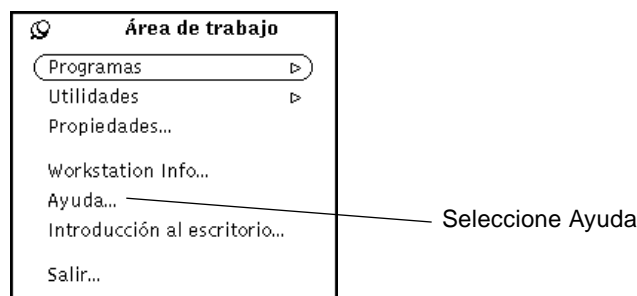 Área de trabajo
Programas
Utilidades
Propiedades...
Workstation Info...
Ayuda...
Seleccione Ayuda
Introducción al escritorio...
Salir...